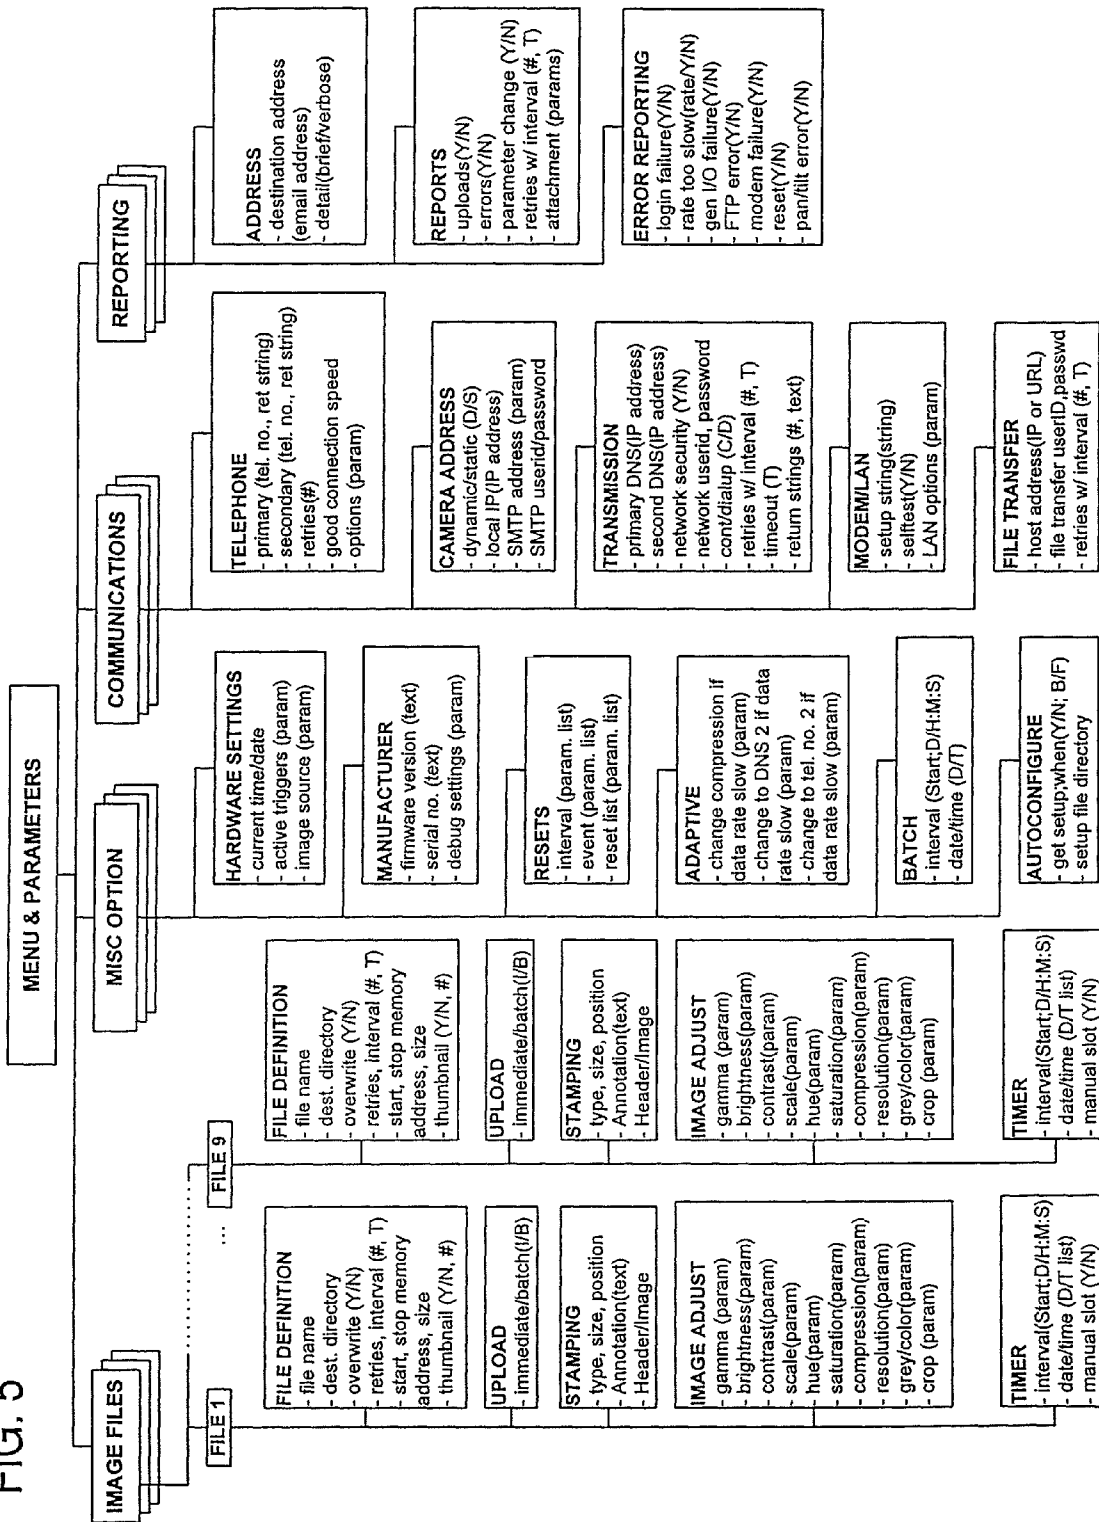 FIG. 5
MENU & PARAMETERS
IMAGE FILES
FILE 1
...
FILE 9
FILE DEFINITION
- file name
- dest. directory
- overwrite (Y/N)
- retries, interval (#, T)
- start, stop memory
address, size
- thumbnail (Y/N, #)
UPLOAD
- immediate/batch(I/B)
STAMPING
- type, size, position
- Annotation(text)
- Header/Image
IMAGE ADJUST
- gamma (param)
- brightness(param)
- contrast(param)
- scale(param)
- hue(param)
- saturation(param)
- compression(param)
- resolution(param)
- grey/color(param)
- crop (param)
TIMER
- interval(Start;D/H:M:S)
- date/time (D/T list)
- manual slot (Y/N)
FILE DEFINITION
- file name
- dest. directory
- overwrite (Y/N)
- retries, interval (#, T)
- start, stop memory
address, size
- thumbnail (Y/N, #)
UPLOAD
- immediate/batch(I/B)
STAMPING
- type, size, position
- Annotation(text)
- Header/Image
IMAGE ADJUST
- gamma (param)
- brightness(param)
- contrast(param)
- scale(param)
- hue(param)
- saturation(param)
- compression(param)
- resolution(param)
- grey/color(param)
- crop (param)
TIMER
- interval(Start;D/H:M:S)
- date/time (D/T list)
- manual slot (Y/N)
MISC OPTION
HARDWARE SETTINGS
- current time/date
- active triggers (param)
- image source (param)
MANUFACTURER
- firmware version (text)
- serial no. (text)
- debug settings (param)
RESETS
- interval (param. list)
- event (param. list)
- reset list (param. list)
ADAPTIVE
- change compression if
data rate slow (param)
- change to DNS 2 if data
rate slow (param)
- change to tel. no. 2 if
data rate slow (param)
BATCH
- interval (Start;D/H:M:S)
- date/time (D/T)
AUTOCONFIGURE
- get setup;when(Y/N; B/F)
- setup file directory
COMMUNICATIONS
TELEPHONE
- primary (tel. no., ret string)
- secondary (tel. no., ret string)
- retries(#)
- good connection speed
- options (param)
CAMERA ADDRESS
- dynamic/static (D/S)
- local IP(IP address)
- SMTP address (param)
- SMTP userid/password
TRANSMISSION
- primary DNS(IP address)
- second DNS(IP address)
- network security (Y/N)
- network userid, password
- cont/dialup (C/D)
- retries w/ interval (#, T)
- timeout (T)
- return strings (#, text)
MODEM/LAN
- setup string(string)
- selftest(Y/N)
- LAN options (param)
FILE TRANSFER
- host address(IP or URL)
- file transfer userID,passwd
- retries w/ interval (#, T)
REPORTING
ADDRESS
- destination address
(email address)
- detail(brief/verbose)
REPORTS
- uploads(Y/N)
- errors(Y/N)
- parameter change (Y/N)
- retries w/ interval (#, T)
- attachment (params)
ERROR REPORTING
- login failure(Y/N)
- rate too slow(rate/Y/N)
- gen I/O failure(Y/N)
- FTP error(Y/N)
- modem failure(Y/N)
- reset(Y/N)
- pan/tilt error(Y/N)